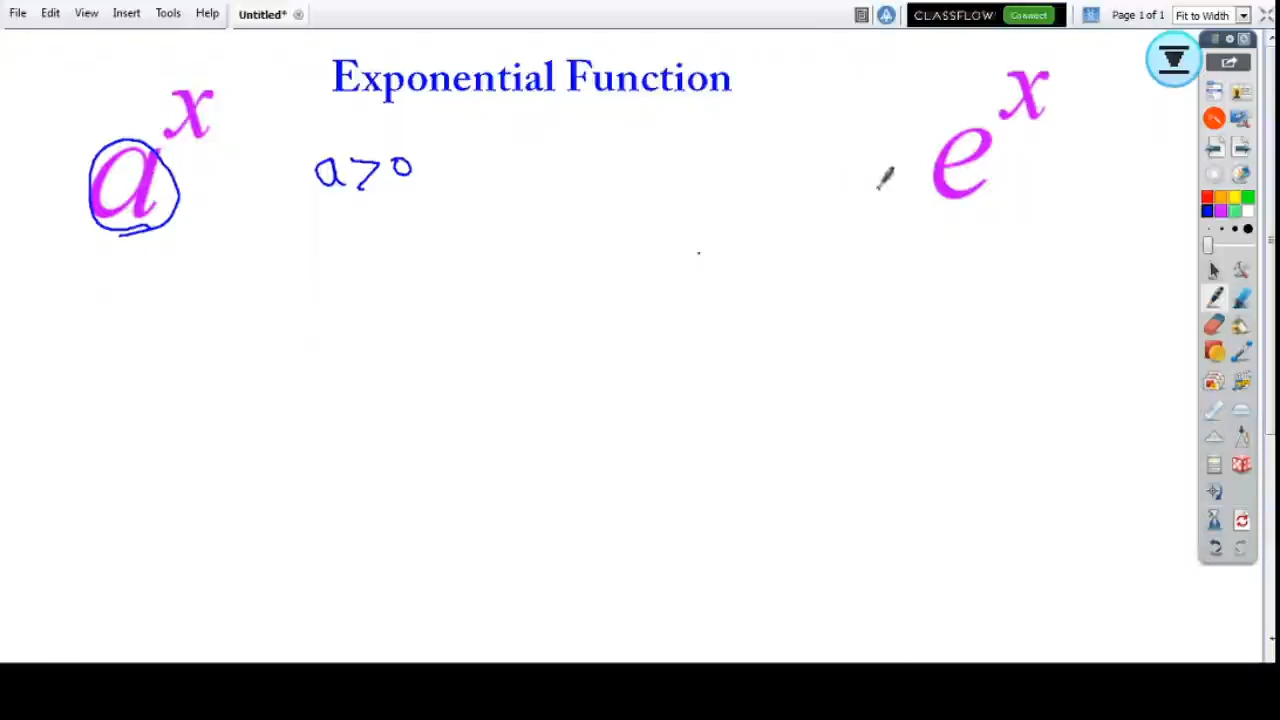 File Edit View Insert Tools Help Untitled* CLASSFLOW Connect Page 1 of 1 Fit to Width
Exponential Function
a^x
e^x
a > 0